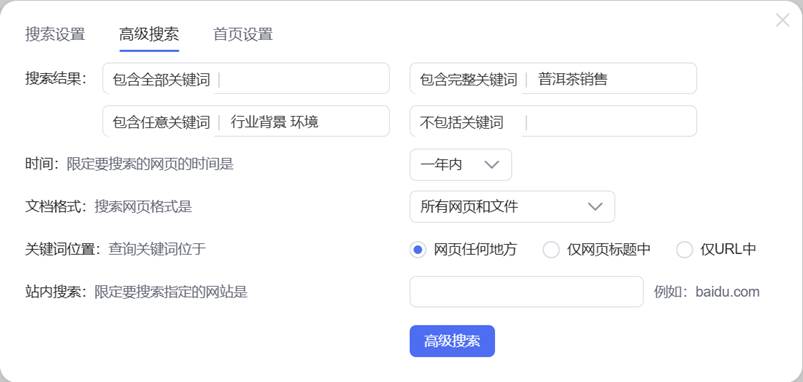 搜索设置 高级搜索 首页设置
搜索结果： 包含全部关键词 包含完整关键词 普洱茶销售
包含任意关键词 行业背景 环境 不包括关键词
时间：限定要搜索的网页的时间是 一年内
文档格式：搜索网页格式是 所有网页和文件
关键词位置：查询关键词位于 网页任何地方 仅网页标题中 仅URL中
站内搜索：限定要搜索指定的网站是 例如：baidu.com
高级搜索